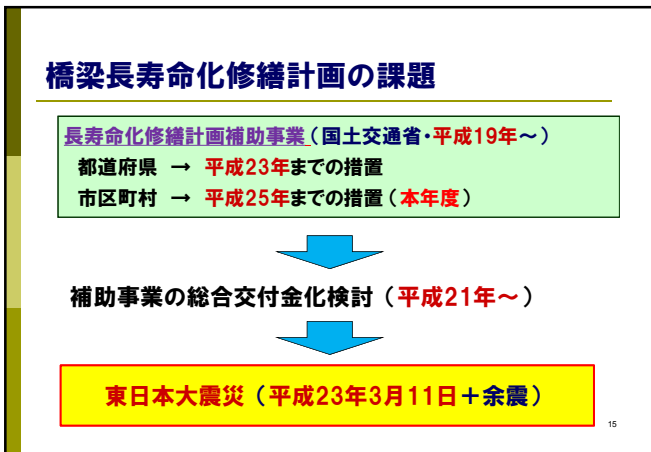 橋梁長寿命化修繕計画の課題
長寿命化修繕計画補助事業（国土交通省・平成19年～）
都道府県 → 平成23年までの措置
市区町村 → 平成25年までの措置（本年度）
補助事業の総合交付金化検討（平成21年～）
東日本大震災（平成23年3月11日＋余震）
15